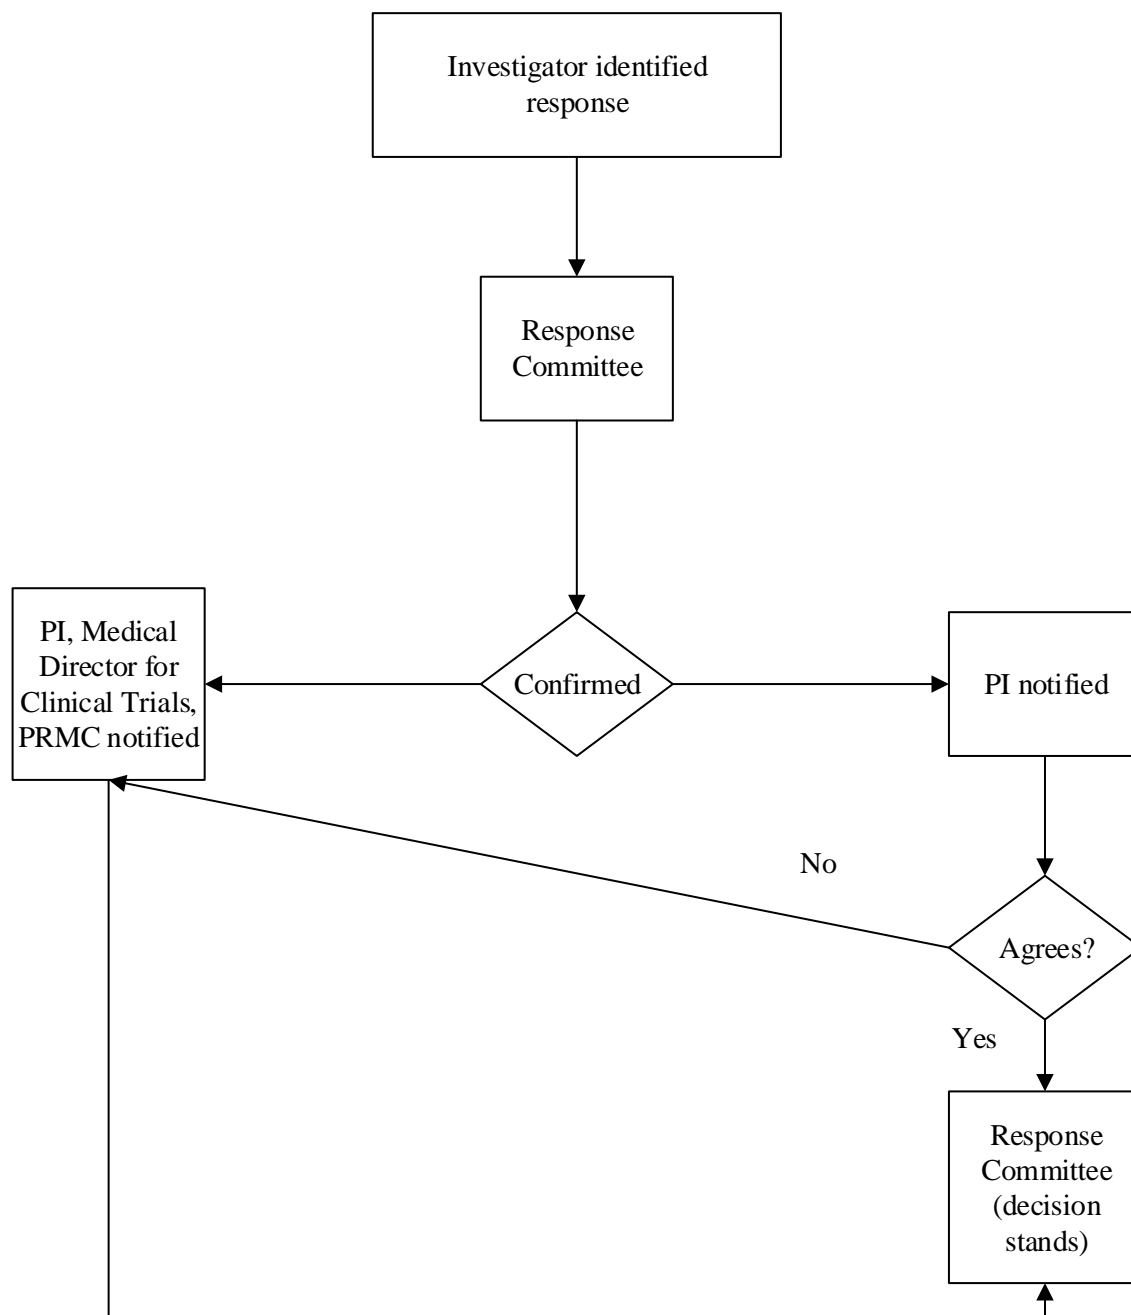 Investigator identified
response
Response
Committee
PI, Medical
Director for
Clinical Trials,
PRMC notified
Confirmed
PI notified
No
Agrees?
Yes
Response
Committee
(decision
stands)